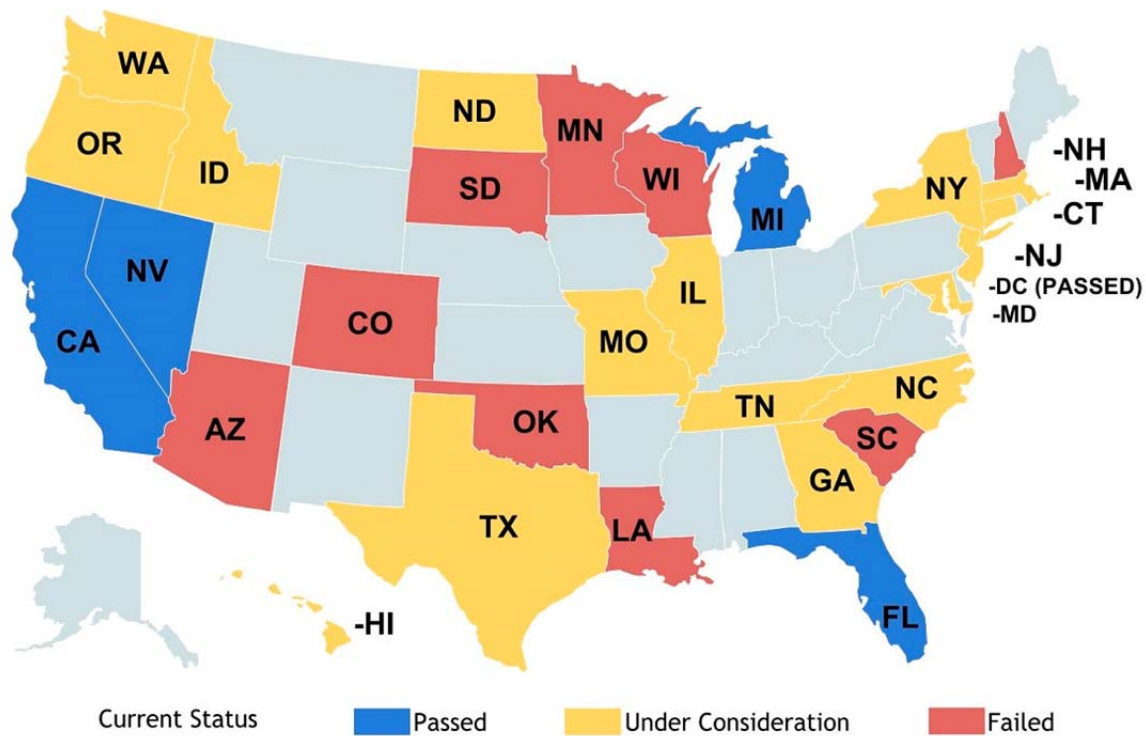 WA
ND
MN
OR
-NH
ID
SD
WI
NY
-MA
MI
-CT
NV
-NJ
IL
-DC (PASSED)
CO
-MD
CA
MO
NC
TN
AZ
OK
SC
GA
TX
LA
-HI
FL
Current Status
Passed
Under Consideration
Failed